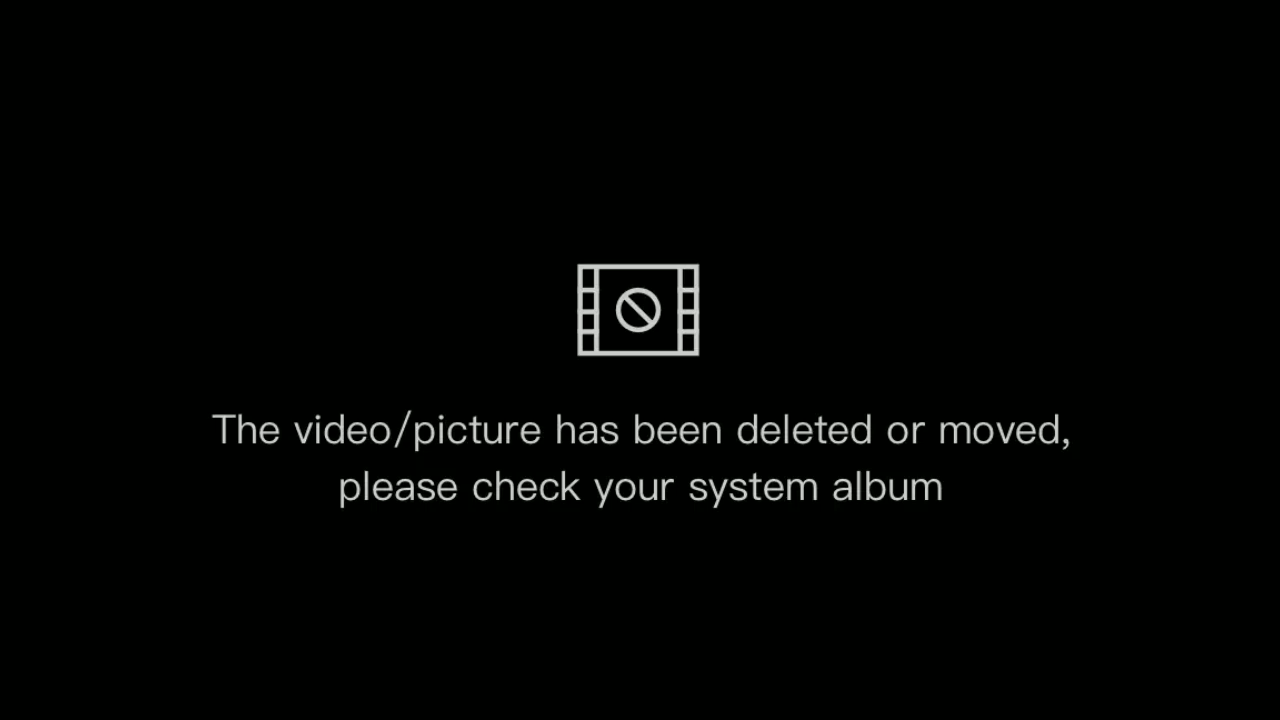 The video/picture has been deleted or moved,
please check your system album